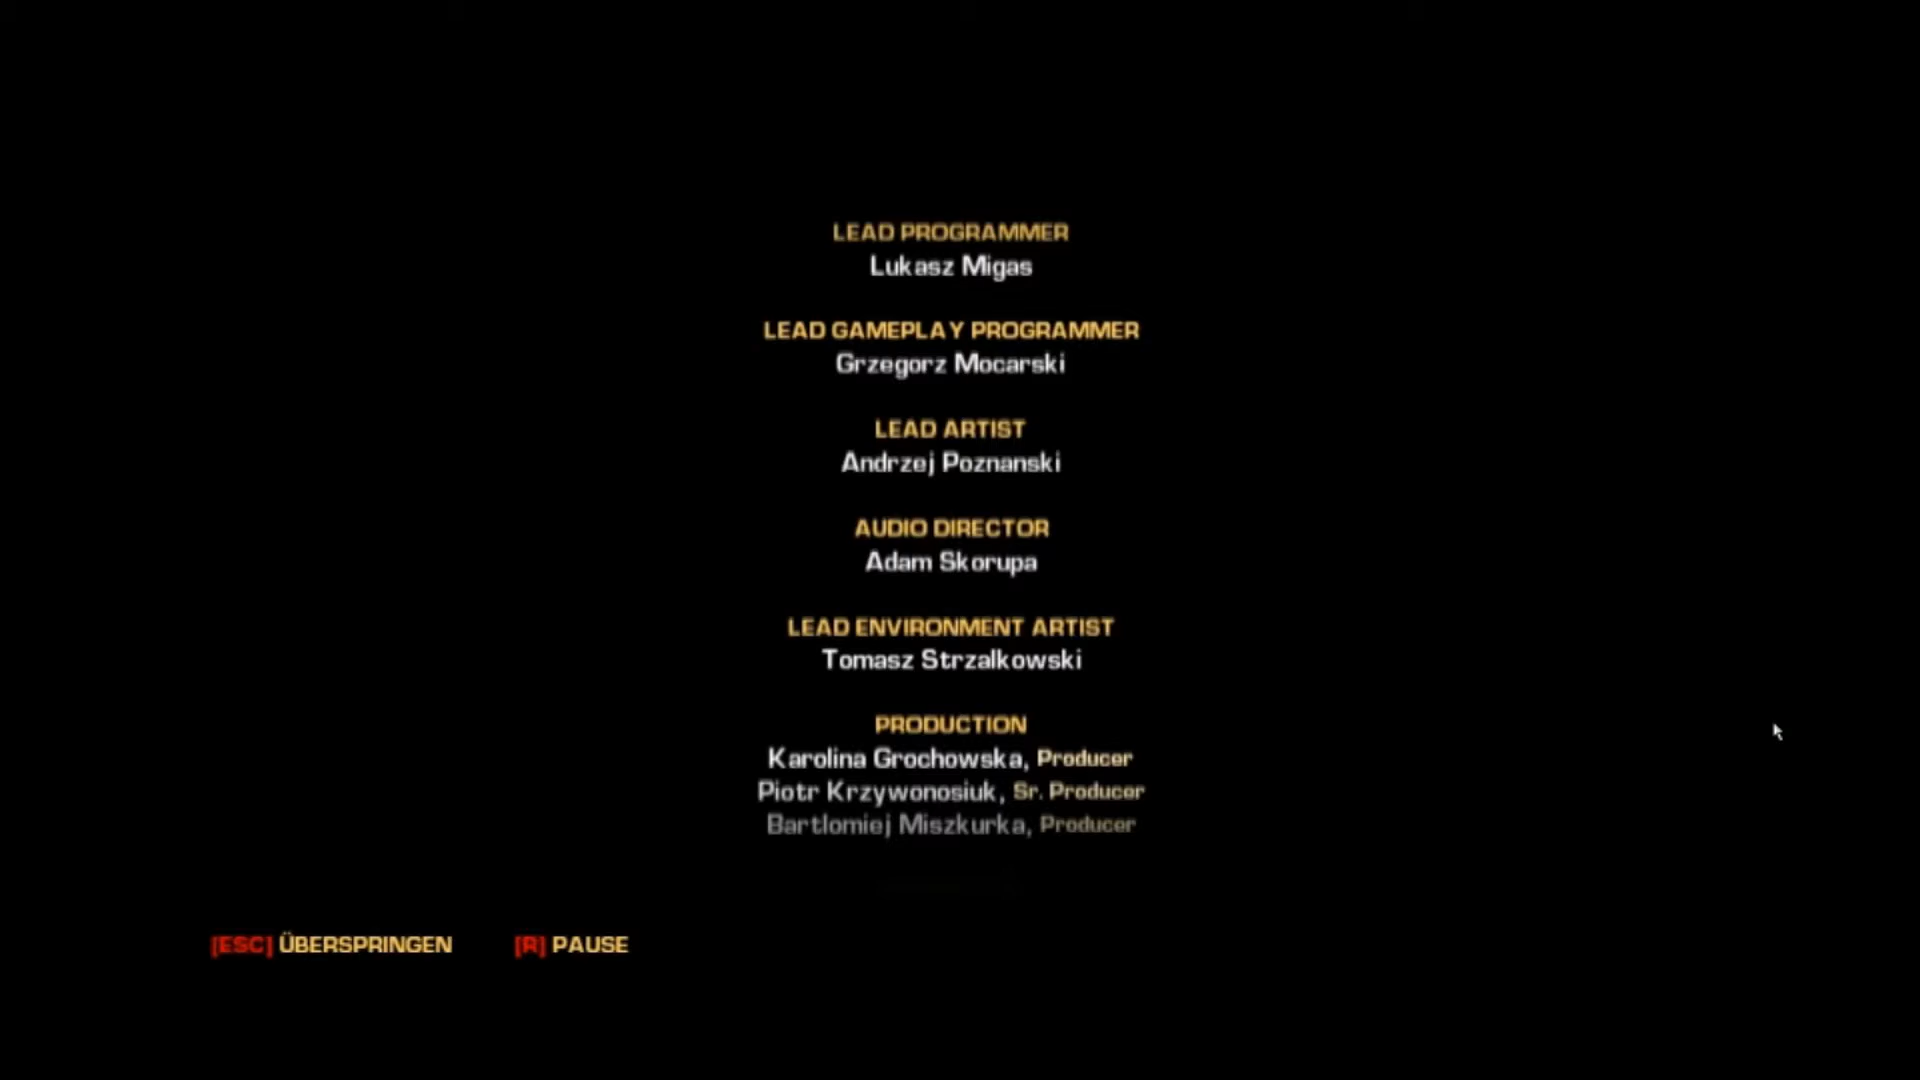 LEAD PROGRAMMER
Lukasz Migas
LEAD GAMEPLAY PROGRAMMER
Grzegorz Mocarski
LEAD ARTIST
Andrzej Poznanski
AUDIO DIRECTOR
Adam Skorupa
LEAD ENVIRONMENT ARTIST
Tomasz Strzalkowski
PRODUCTION
Karolina Grochowska, Producer
Piotr Krzywonosiuk, Sr. Producer
Bartlomiej Miszkurka, Producer
[ESC] ÜBERSPRINGEN [R] PAUSE